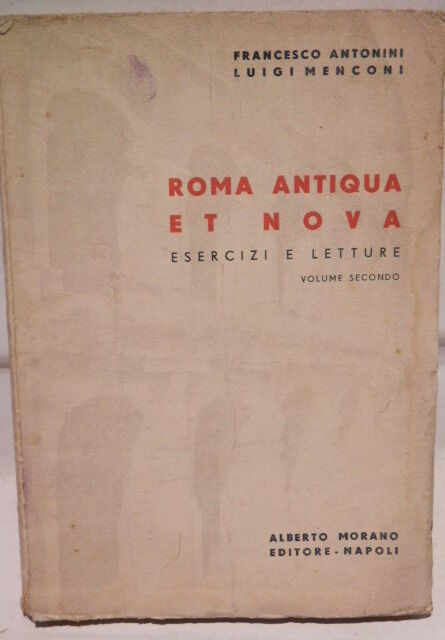 FRANCESCO ANTONINI
LUIGI MENCONI
ROMA ANTIQUA
ET NOVA
ESERCIZI E LETTURE
VOLUME SECONDO
ALBERTO MORANO
EDITORE - NAPOLI